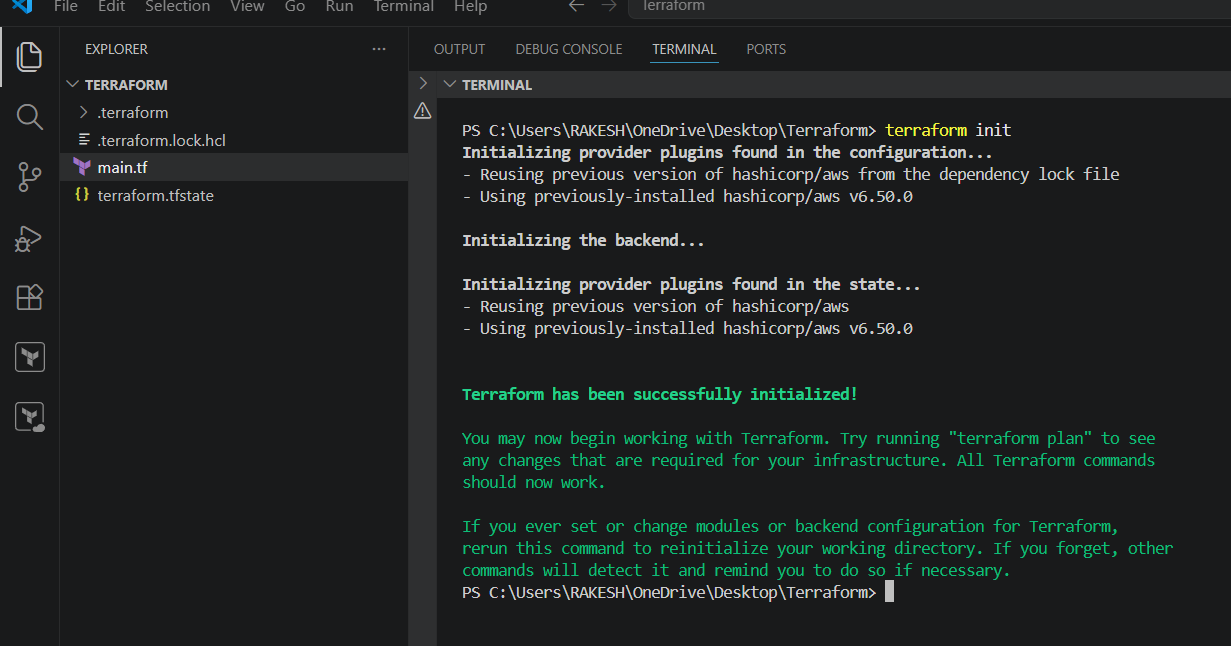 File Edit Selection View Go Run Terminal Help
Terraform
EXPLORER
TERRAFORM
.terraform
.terraform.lock.hcl
main.tf
terraform.tfstate
OUTPUT DEBUG CONSOLE TERMINAL PORTS
TERMINAL
PS C:\Users\RAKESH\OneDrive\Desktop\Terraform> terraform init
Initializing provider plugins found in the configuration...
- Reusing previous version of hashicorp/aws from the dependency lock file
- Using previously-installed hashicorp/aws v6.50.0
Initializing the backend...
Initializing provider plugins found in the state...
- Reusing previous version of hashicorp/aws
- Using previously-installed hashicorp/aws v6.50.0
Terraform has been successfully initialized!
You may now begin working with Terraform. Try running "terraform plan" to see
any changes that are required for your infrastructure. All Terraform commands
should now work.
If you ever set or change modules or backend configuration for Terraform,
rerun this command to reinitialize your working directory. If you forget, other
commands will detect it and remind you to do so if necessary.
PS C:\Users\RAKESH\OneDrive\Desktop\Terraform>